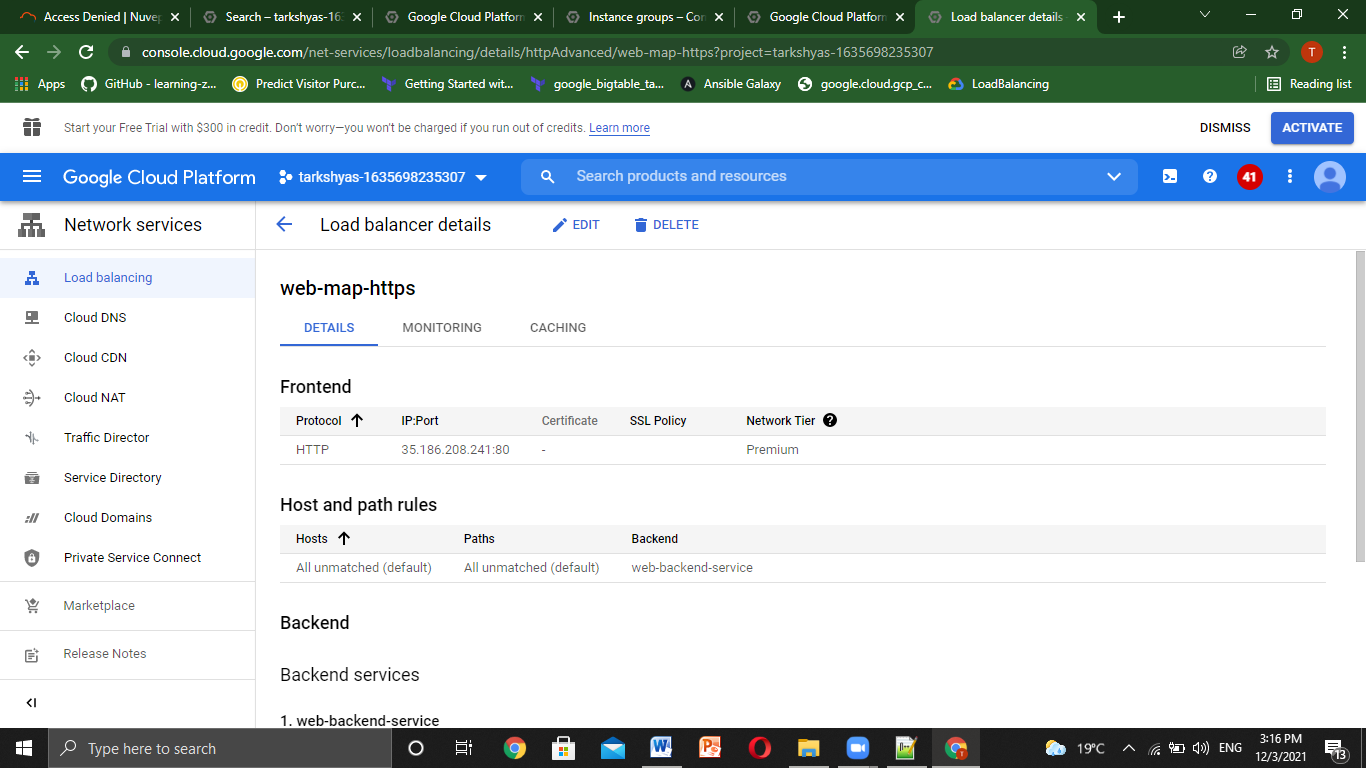 Access Denied | Nuvep
Search – tarkshyas-16
Google Cloud Platform
Instance groups – Con
Google Cloud Platform
Load balancer details
console.cloud.google.com/net-services/loadbalancing/details/httpAdvanced/web-map-https?project=tarkshyas-1635698235307
T
Apps
GitHub - learning-z...
Predict Visitor Purc...
Getting Started wit...
google_bigtable_ta...
Ansible Galaxy
google.cloud.gcp_c...
LoadBalancing
Reading list
Start your Free Trial with $300 in credit. Don't worry—you won't be charged if you run out of credits. Learn more
DISMISS
ACTIVATE
Google Cloud Platform
tarkshyas-1635698235307
Search products and resources
41
Network services
Load balancer details
EDIT
DELETE
Load balancing
Cloud DNS
Cloud CDN
Cloud NAT
Traffic Director
Service Directory
Cloud Domains
Private Service Connect
Marketplace
Release Notes
web-map-https
DETAILS
MONITORING
CACHING
Frontend
Protocol IP:Port Certificate SSL Policy Network Tier
HTTP 35.186.208.241:80 - Premium
Host and path rules
Hosts Paths Backend
All unmatched (default) All unmatched (default) web-backend-service
Backend
Backend services
1. web-backend-service
Type here to search
19°C
ENG
3:16 PM
12/3/2021
13